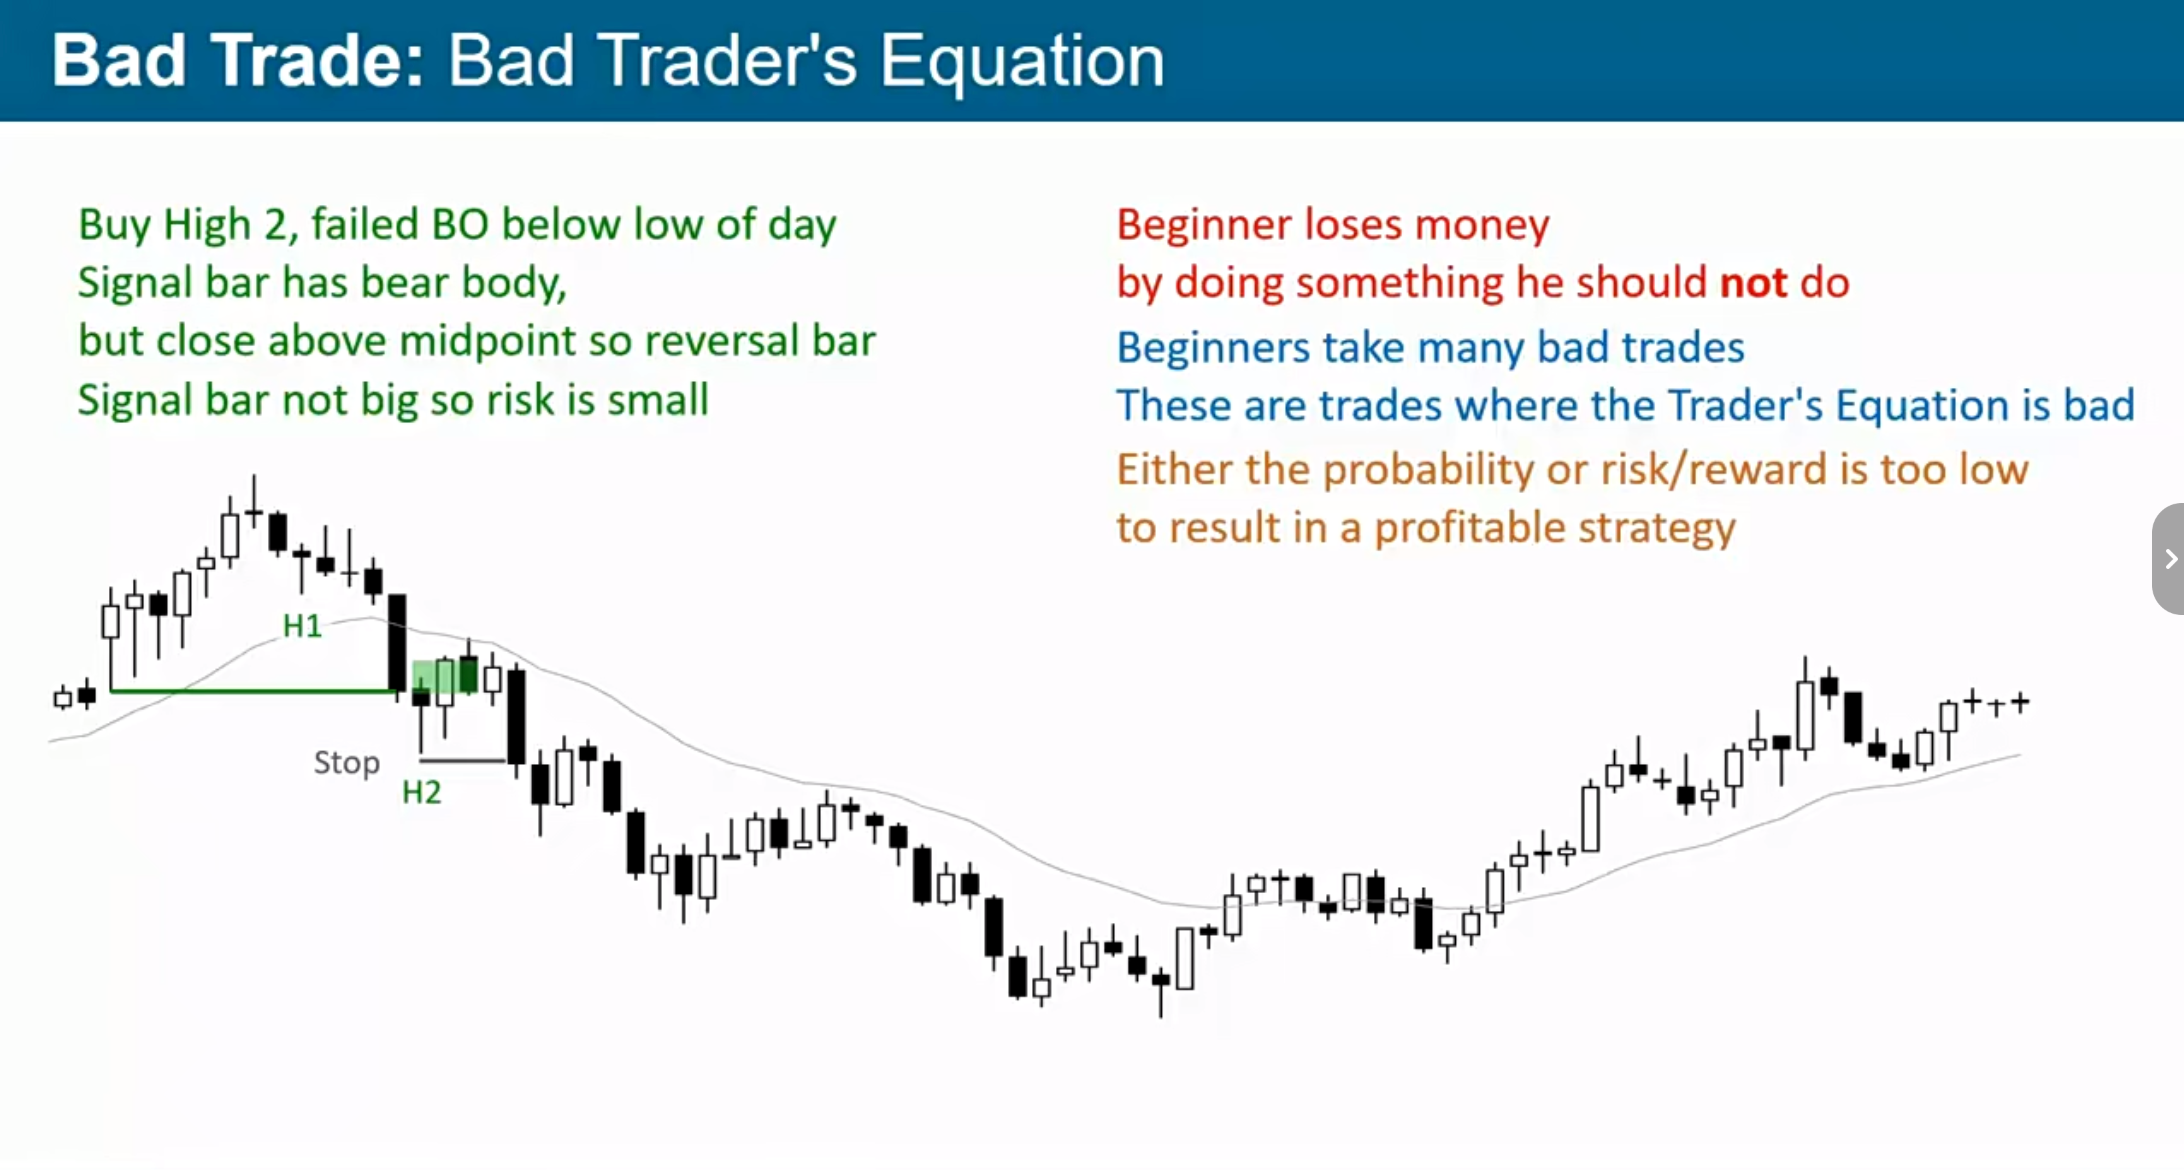 Bad Trade: Bad Trader's Equation
Buy High 2, failed BO below low of day
Signal bar has bear body,
but close above midpoint so reversal bar
Signal bar not big so risk is small
Beginner loses money
by doing something he should not do
Beginners take many bad trades
These are trades where the Trader's Equation is bad
Either the probability or risk/reward is too low
to result in a profitable strategy
H1
Stop
H2